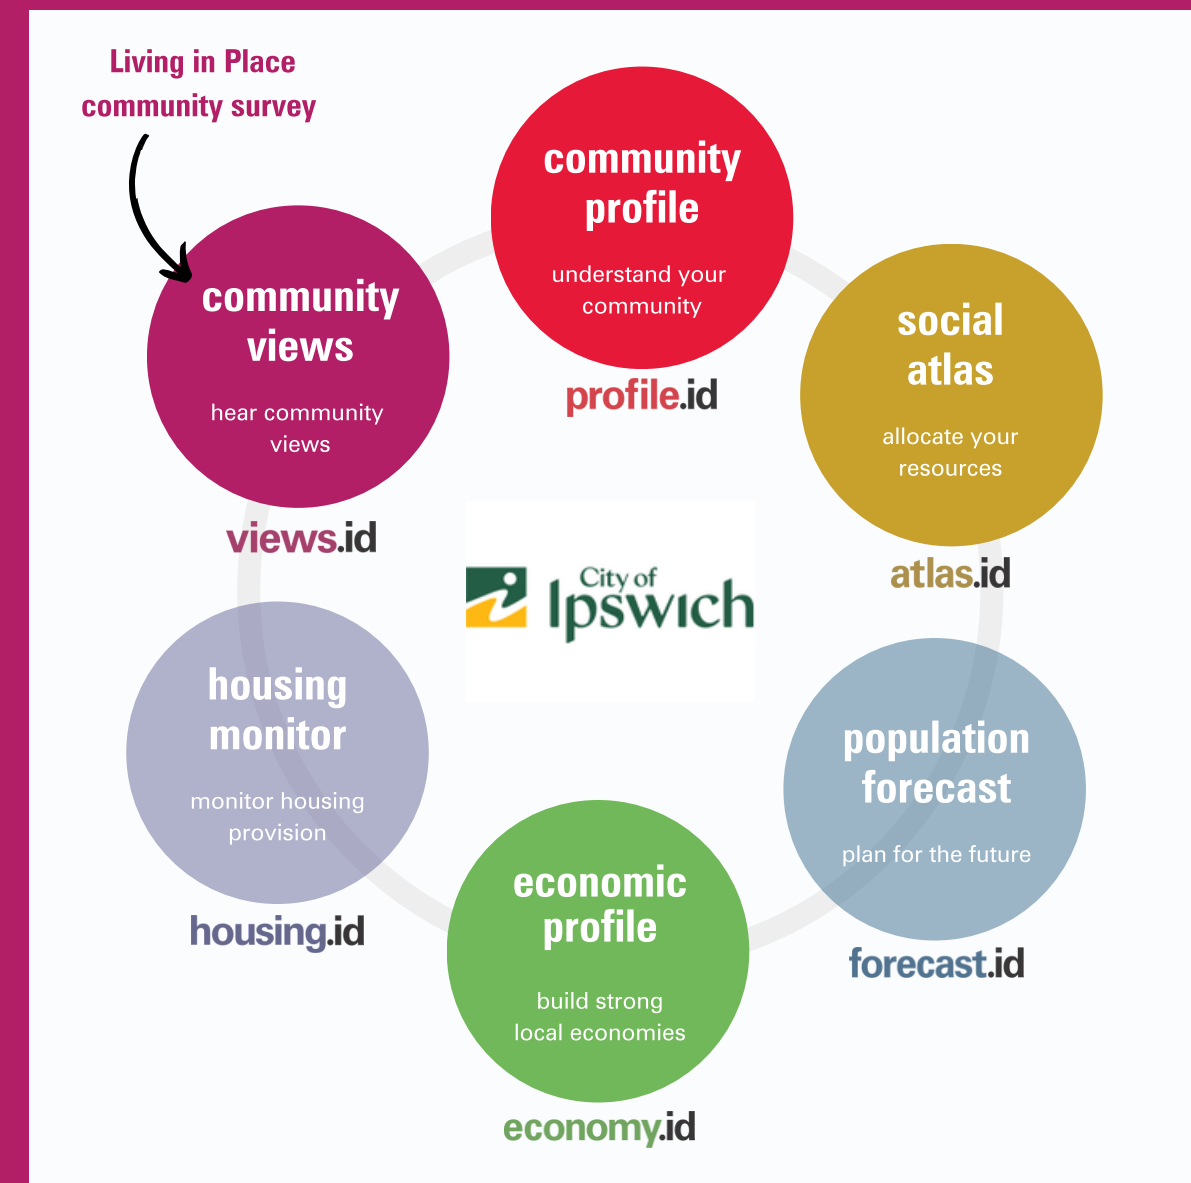 Living in Place
community survey
community
profile
understand your
community
profile.id
community
views
hear community
views
views.id
social
atlas
allocate your
resources
atlas.id
City of
Ipswich
housing
monitor
monitor housing
provision
housing.id
population
forecast
plan for the future
forecast.id
economic
profile
build strong
local economies
economy.id